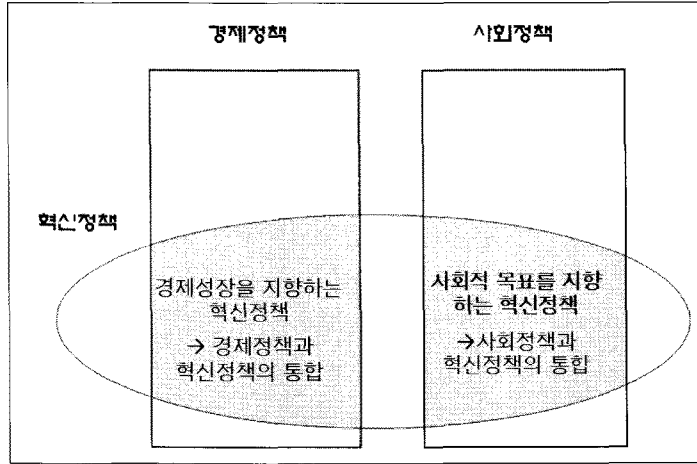 경제정책
사회정책
혁신정책
경제성장을 지향하는
혁신정책
→ 경제정책과
혁신정책의 통합
사회적 목표를 지향
하는 혁신정책
→사회정책과
혁신정책의 통합